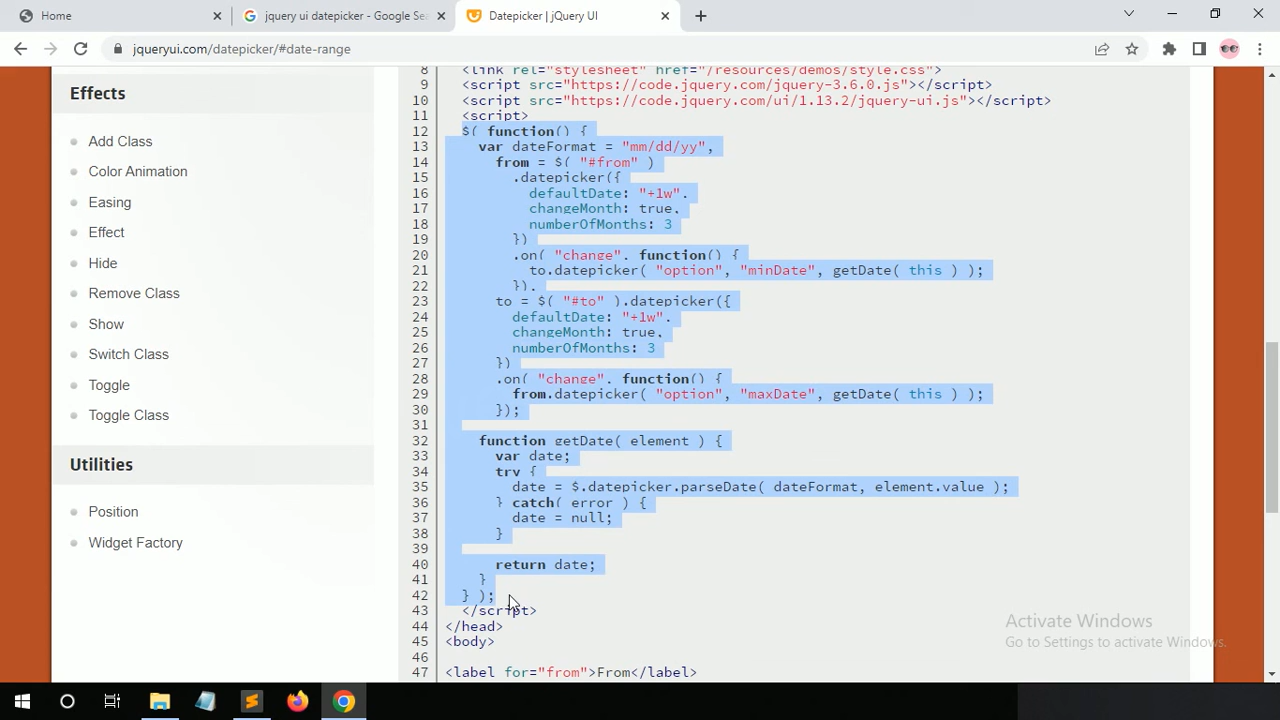 Home
jquery ui datepicker - Google Sea
Datepicker | jQuery UI
jqueryui.com/datepicker/#date-range
Effects
Add Class
Color Animation
Easing
Effect
Hide
Remove Class
Show
Switch Class
Toggle
Toggle Class
Utilities
Position
Widget Factory
8 <link rel="stylesheet" href="/resources/demos/style.css">
9 <script src="https://code.jquery.com/jquery-3.6.0.js"></script>
10 <script src="https://code.jquery.com/ui/1.13.2/jquery-ui.js"></script>
11 <script>
12 $( function() {
13 var dateFormat = "mm/dd/yy",
14 from = $( "#from" )
15 .datepicker({
16 defaultDate: "+1w",
17 changeMonth: true,
18 numberOfMonths: 3
19 })
20 .on( "change", function() {
21 to.datepicker( "option", "minDate", getDate( this ) );
22 }),
23 to = $( "#to" ).datepicker({
24 defaultDate: "+1w",
25 changeMonth: true,
26 numberOfMonths: 3
27 })
28 .on( "change", function() {
29 from.datepicker( "option", "maxDate", getDate( this ) );
30 });
31
32 function getDate( element ) {
33 var date;
34 try {
35 date = $.datepicker.parseDate( dateFormat, element.value );
36 } catch( error ) {
37 date = null;
38 }
39
40 return date;
41 }
42 } );
43 </script>
44 </head>
45 <body>
46
47 <label for="from">From</label>
Activate Windows
Go to Settings to activate Windows.